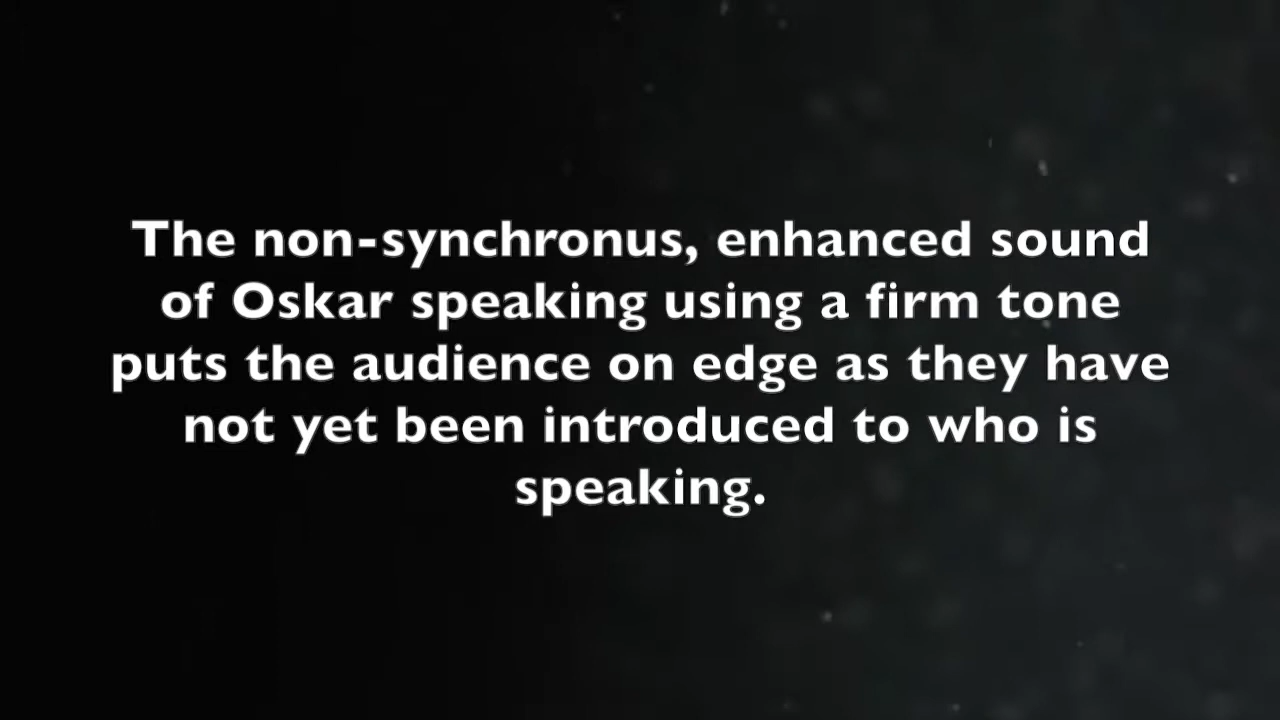 The non-synchronus, enhanced sound
of Oskar speaking using a firm tone
puts the audience on edge as they have
not yet been introduced to who is
speaking.